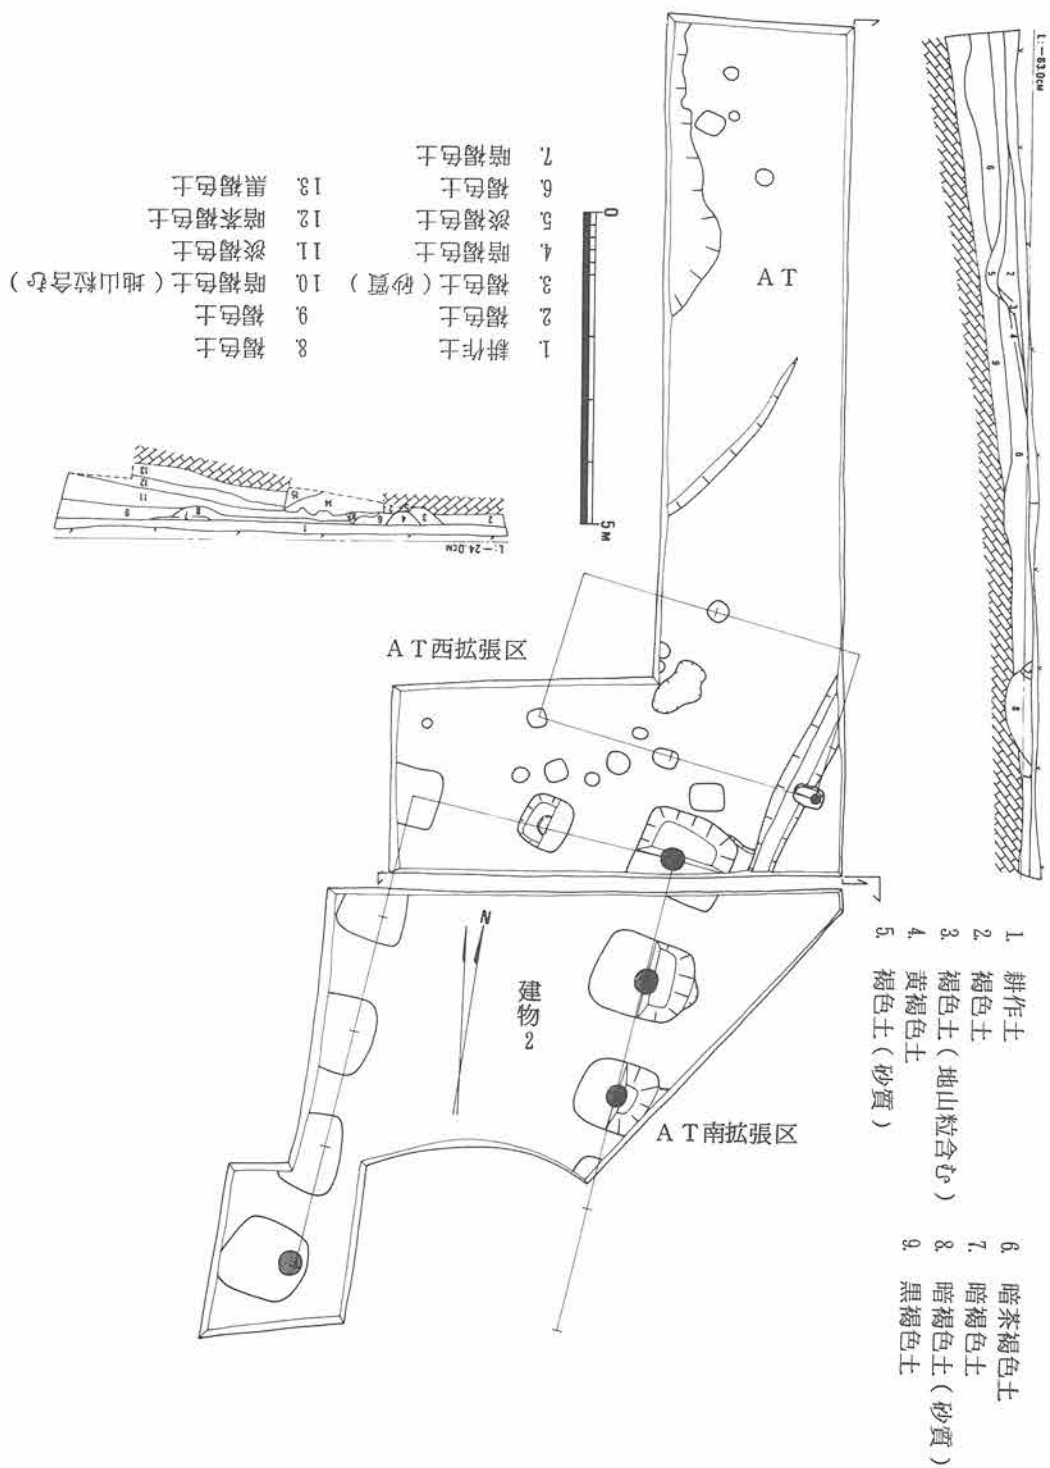 L:−63.0CM
1. 耕作土
2. 褐色土
3. 褐色土(砂質)
4. 暗褐色土
5. 淡褐色土
6. 褐色土
7. 暗褐色土
8. 褐色土
9. 褐色土
10. 暗褐色土(地山粒含む)
11. 淡褐色土
12. 暗茶褐色土
13. 黒褐色土
0
5M
L:−24.0CM
AT
AT西拡張区
N
建物2
AT南拡張区
1. 耕作土
2. 褐色土
3. 褐色土(地山粒含む)
4. 黄褐色土
5. 褐色土(砂質)
6. 暗茶褐色土
7. 暗褐色土
8. 暗褐色土(砂質)
9. 黒褐色土